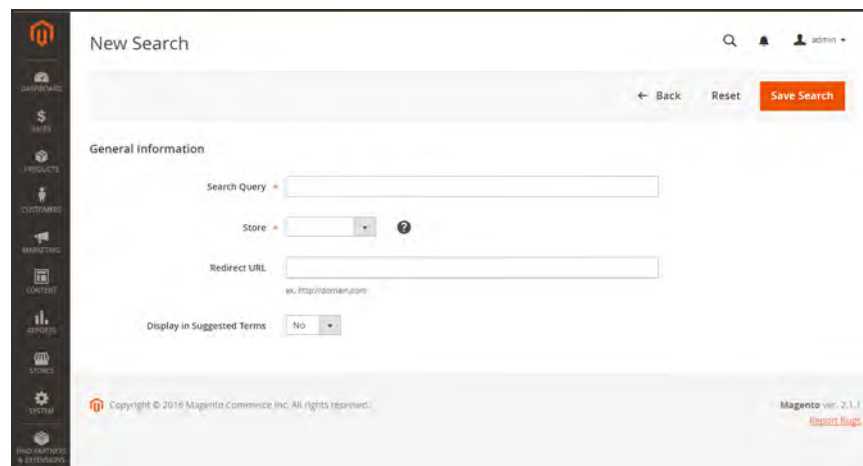 New Search
admin
DASHBOARD
SALES
PRODUCTS
CUSTOMERS
MARKETING
CONTENT
REPORTS
STORES
SYSTEM
FIND PARTNERS
& EXTENSIONS
← Back Reset Save Search
General Information
Search Query *
Store *
?
Redirect URL
ex. http://domain.com
Display in Suggested Terms No
Copyright © 2016 Magento Commerce Inc. All rights reserved.
Magento ver. 2.1.1
Report Bugs